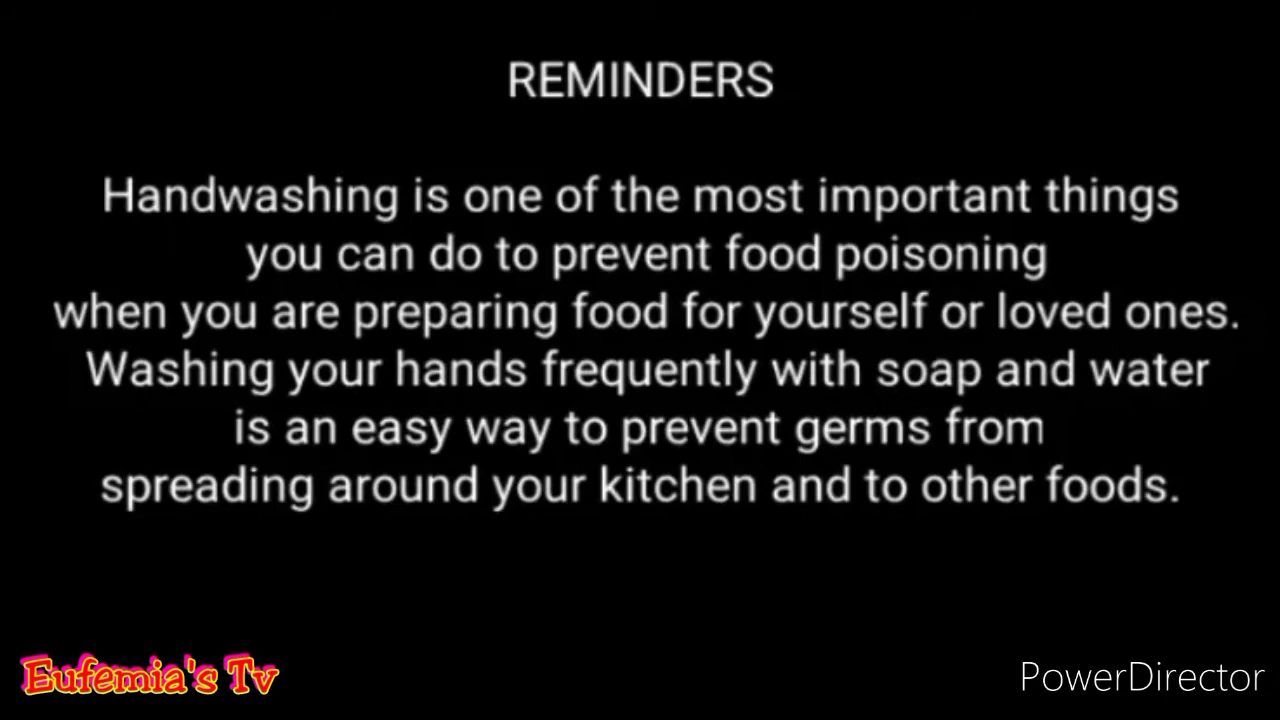 REMINDERS
Handwashing is one of the most important things
you can do to prevent food poisoning
when you are preparing food for yourself or loved ones.
Washing your hands frequently with soap and water
is an easy way to prevent germs from
spreading around your kitchen and to other foods.
Eufemia's Tv
PowerDirector